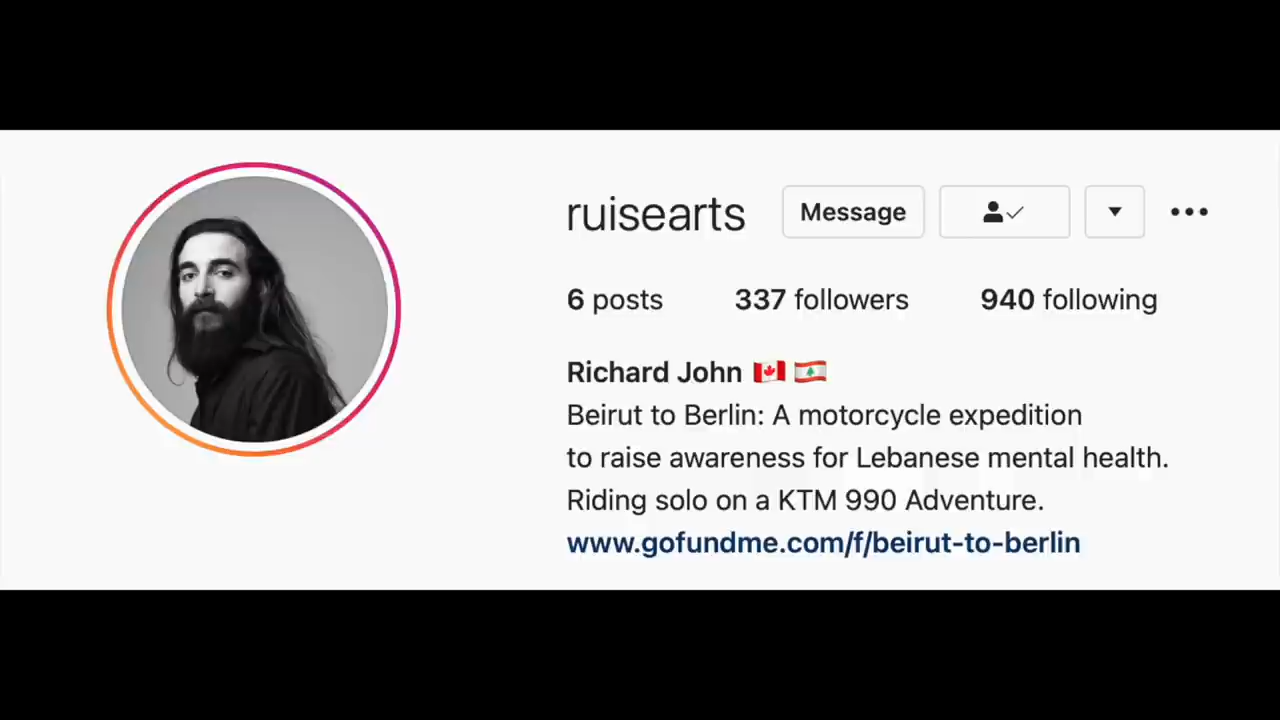 ruisearts Message
6 posts 337 followers 940 following
Richard John 🇨🇦 🇱🇧
Beirut to Berlin: A motorcycle expedition
to raise awareness for Lebanese mental health.
Riding solo on a KTM 990 Adventure.
www.gofundme.com/f/beirut-to-berlin